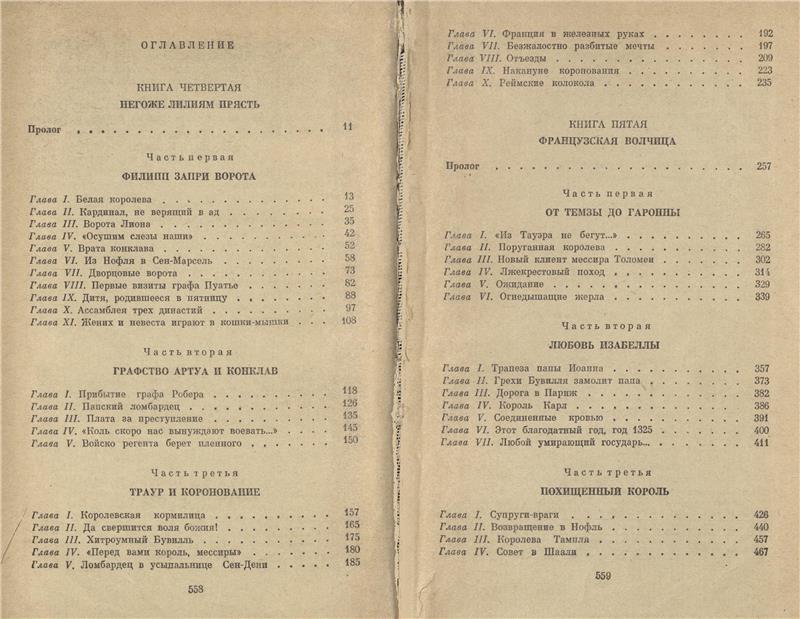 ОГЛАВЛЕНИЕ
КНИГА ЧЕТВЕРТАЯ
НЕГОЖЕ ЛИЛИЯМ ПРЯСТЬ
Пролог . . . . . . . . . . . . . . . . . . . . 11
Часть первая
ФИЛИПП ЗАПРИ ВОРОТА
Глава I. Белая королева . . . . . . . . . . . . 13
Глава II. Кардинал, не верящий в ад . . . . . . . 25
Глава III. Ворота Лиона . . . . . . . . . . . . 35
Глава IV. «Осушим слезы наши» . . . . . . . . . 42
Глава V. Врата конклава . . . . . . . . . . . . 52
Глава VI. Из Нофля в Сен-Марсель . . . . . . . . 58
Глава VII. Дворцовые ворота . . . . . . . . . . 73
Глава VIII. Первые визиты графа Пуатье . . . . . . 82
Глава IX. Дитя, родившееся в пятницу . . . . . . . 88
Глава X. Ассамблея трех династий . . . . . . . . 97
Глава XI. Жених и невеста играют в кошки-мышки . . . 108
Часть вторая
ГРАФСТВО АРТУА И КОНКЛАВ
Глава I. Прибытие графа Робера . . . . . . . . . 118
Глава II. Папский ломбардец . . . . . . . . . . 126
Глава III. Плата за преступление . . . . . . . . 135
Глава IV. «Коль скоро нас вынуждают воевать...» . . . . 145
Глава V. Войско регента берет пленного . . . . . . 150
Часть третья
ТРАУР И КОРОНОВАНИЕ
Глава I. Королевская кормилица . . . . . . . . . 157
Глава II. Да свершится воля божия! . . . . . . . 165
Глава III. Хитроумный Бувилль . . . . . . . . . 175
Глава IV. «Перед вами король, мессиры» . . . . . . 180
Глава V. Ломбардец в усыпальнице Сен-Дени . . . . . 185
558
Глава VI. Франция в железных руках . . . . . . . . 192
Глава VII. Безжалостно разбитые мечты . . . . . . . 197
Глава VIII. Отъезды . . . . . . . . . . . . . . 209
Глава IX. Накануне коронования . . . . . . . . . 223
Глава X. Реймские колокола . . . . . . . . . . . 235
КНИГА ПЯТАЯ
ФРАНЦУЗСКАЯ ВОЛЧИЦА
Пролог . . . . . . . . . . . . . . . . . . . . 257
Часть первая
ОТ ТЕМЗЫ ДО ГАРОННЫ
Глава I. «Из Тауэра не бегут...» . . . . . . . . . 265
Глава II. Поруганная королева . . . . . . . . . . 282
Глава III. Новый клиент мессира Толомеи . . . . . . 302
Глава IV. Лжекрестовый поход . . . . . . . . . . 314
Глава V. Ожидание . . . . . . . . . . . . . . . 329
Глава VI. Огнедышащие жерла . . . . . . . . . . 339
Часть вторая
ЛЮБОВЬ ИЗАБЕЛЛЫ
Глава I. Трапеза папы Иоанна . . . . . . . . . . 357
Глава II. Грехи Бувилля замолит папа . . . . . . . 373
Глава III. Дорога в Париж . . . . . . . . . . . 382
Глава IV. Король Карл . . . . . . . . . . . . . 386
Глава V. Соединенные кровью . . . . . . . . . . . 391
Глава VI. Этот благодатный год, год 1325 . . . . . . 400
Глава VII. Любой умирающий государь... . . . . . . . 411
Часть третья
ПОХИЩЕННЫЙ КОРОЛЬ
Глава I. Супруги-враги . . . . . . . . . . . . . 426
Глава II. Возвращение в Нофль . . . . . . . . . . 440
Глава III. Королева Тампля . . . . . . . . . . . 457
Глава IV. Совет в Шаали . . . . . . . . . . . . 467
559